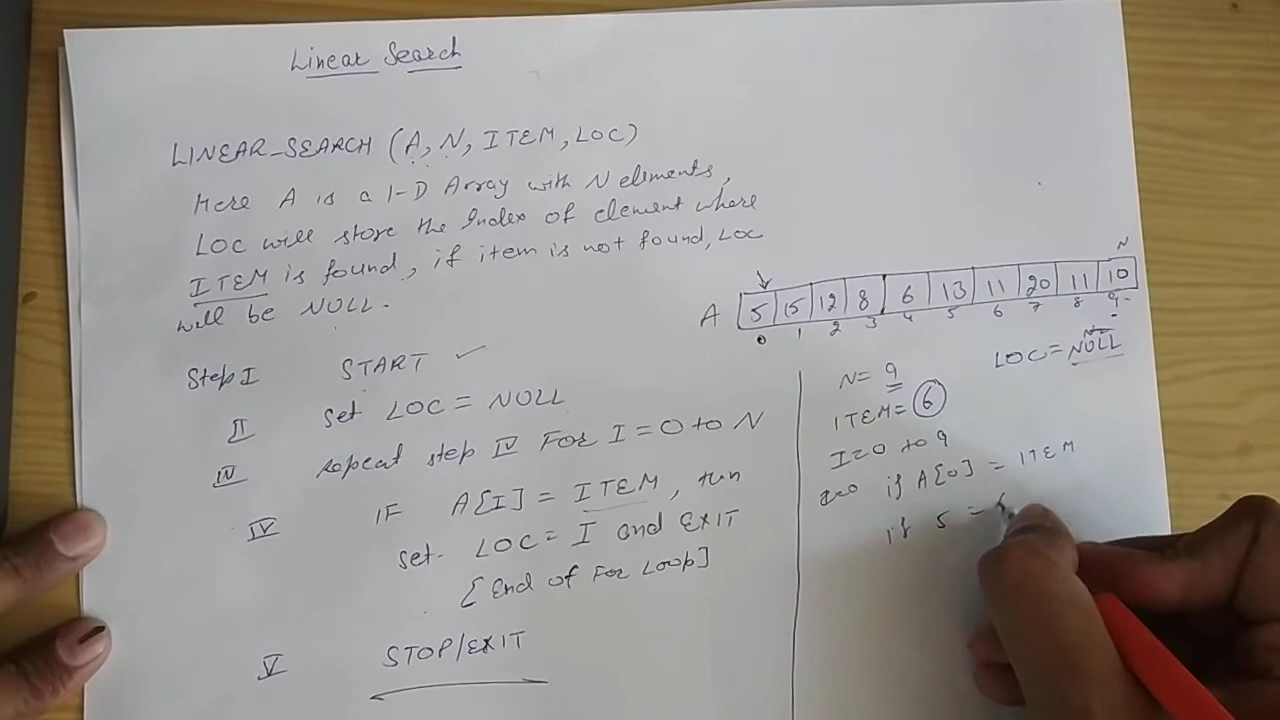 Linear Search
LINEAR_SEARCH (A, N, ITEM, LOC)
Here A is a 1-D Array with N elements,
LOC will store the Index of element where
ITEM is found, if item is not found, LOC
will be NULL.
Step I START ✓
II Set LOC = NULL
III Repeat step IV For I = 0 to N
IV IF A[I] = ITEM, then
Set LOC = I and EXIT
[End of For Loop]
V STOP/EXIT
N
A 5 15 12 8 6 13 11 20 11 10
0 1 2 3 4 5 6 7 8 9
LOC = NULL
N = 9
ITEM = 6
I = 0 to 9
I=0 if A[0] = ITEM
if 5 =